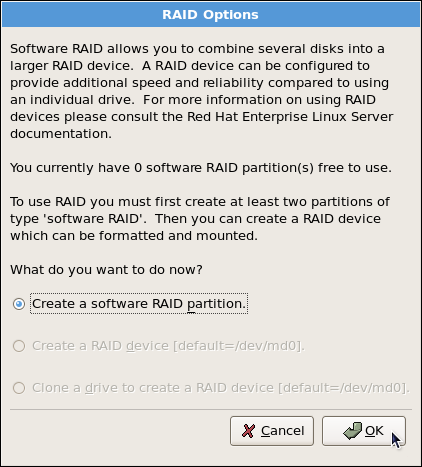 RAID Options
Software RAID allows you to combine several disks into a
larger RAID device.  A RAID device can be configured to
provide additional speed and reliability compared to using
an individual drive.  For more information on using RAID
devices please consult the Red Hat Enterprise Linux Server
documentation.
You currently have 0 software RAID partition(s) free to use.
To use RAID you must first create at least two partitions of
type 'software RAID'.  Then you can create a RAID device
which can be formatted and mounted.
What do you want to do now?
Create a software RAID partition.
Create a RAID device [default=/dev/md0].
Clone a drive to create a RAID device [default=/dev/md0].
Cancel
OK